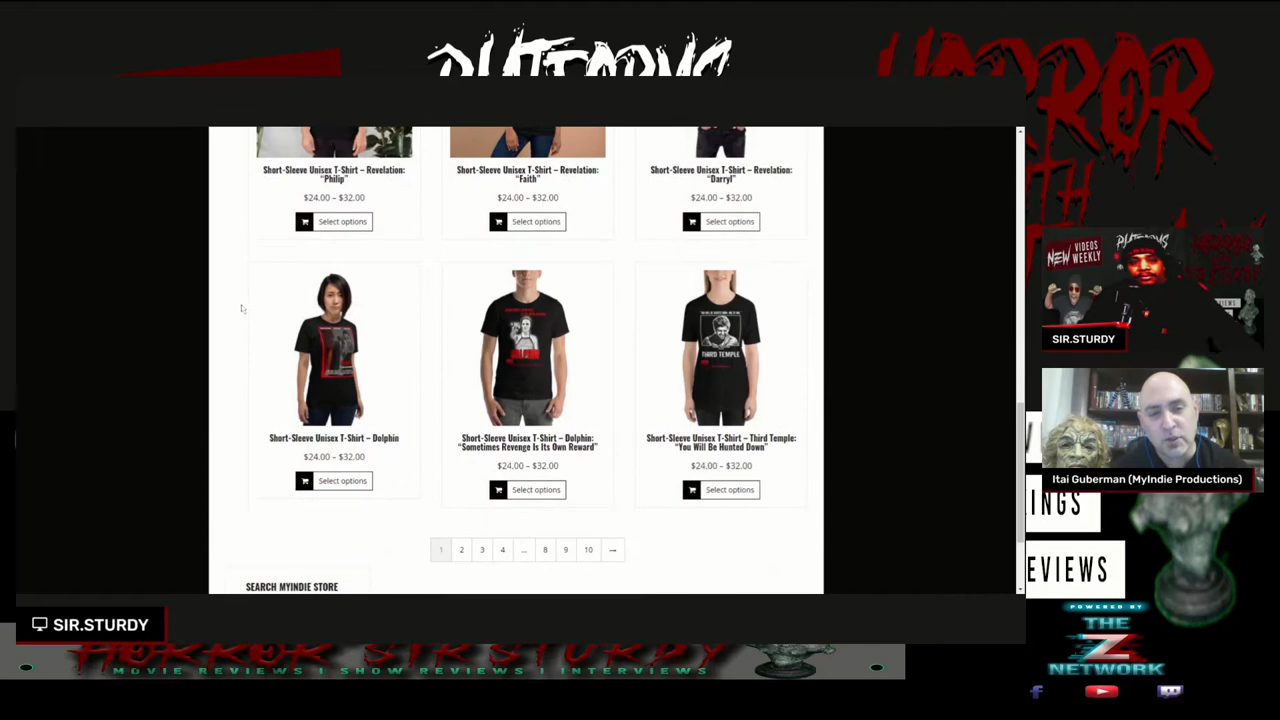 HORROR
WITH
Short-Sleeve Unisex T-Shirt – Revelation:
"Philip"
$24.00 – $32.00
Select options
Short-Sleeve Unisex T-Shirt – Revelation:
"Faith"
$24.00 – $32.00
Select options
Short-Sleeve Unisex T-Shirt – Revelation:
"Darryl"
$24.00 – $32.00
Select options
THIRD TEMPLE
Short-Sleeve Unisex T-Shirt – Dolphin
$24.00 – $32.00
Select options
Short-Sleeve Unisex T-Shirt – Dolphin:
"Sometimes Revenge Is Its Own Reward"
$24.00 – $32.00
Select options
Short-Sleeve Unisex T-Shirt – Third Temple:
"You Will Be Hunted Down"
$24.00 – $32.00
Select options
1 2 3 4 ... 8 9 10 →
SEARCH MYINDIE STORE
NEW VIDEOS
WEEKLY
SIR.STURDY
Itai Guberman (MyIndie Productions)
INGS
EVIEWS
POWERED BY
THE
Z
NETWORK
SIR.STURDY
HORROR SIRSTURDY
MOVIE REVIEWS | SHOW REVIEWS | INTERVIEWS